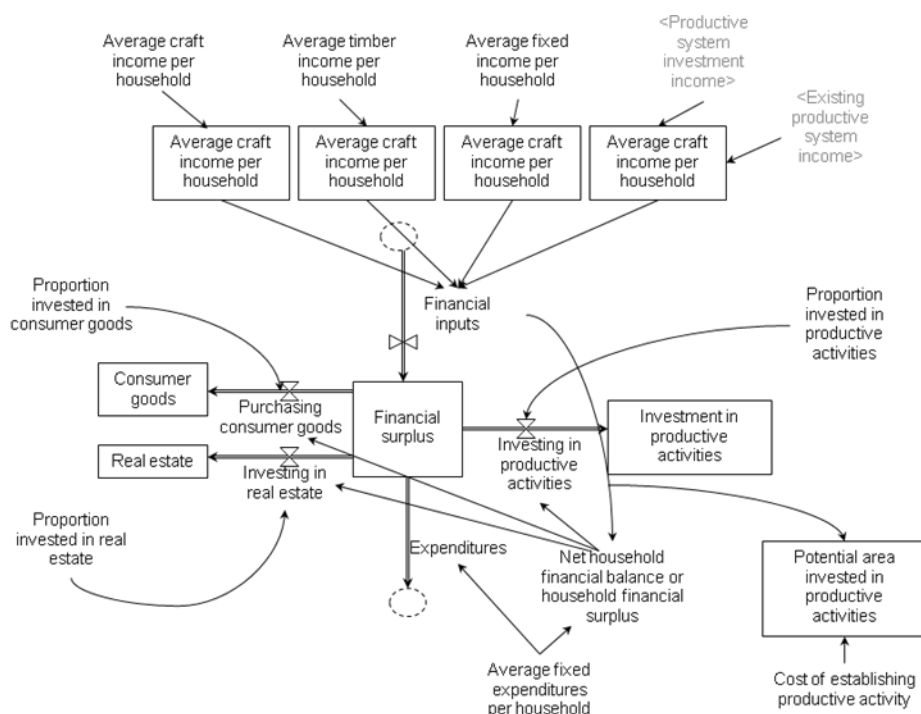 Average craft
income per
household
Average timber
income per
household
Average fixed
income per
household
<Productive
system
investment
income>
<Existing
productive
system
income>
Average craft
income per
household
Average craft
income per
household
Average craft
income per
household
Average craft
income per
household
Proportion
invested in
consumer goods
Financial
inputs
Proportion
invested in
productive
activities
Consumer
goods
Purchasing
consumer goods
Financial
surplus
Investing in
productive
activities
Investment in
productive
activities
Real estate
Investing in
real estate
Proportion
invested in real
estate
Expenditures
Net household
financial balance or
household financial
surplus
Potential area
invested in
productive
activities
Average fixed
expenditures
per household
Cost of establishing
productive activity